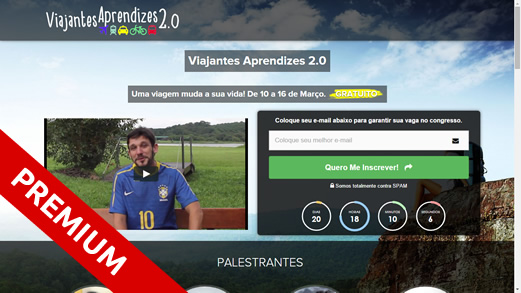 Viajantes Aprendizes 2.0
Viajantes Aprendizes 2.0
Uma viagem muda a sua vida! De 10 a 16 de Março. GRATUITO
Coloque seu e-mail abaixo para garantir sua vaga no congresso.
Coloque seu melhor e-mail
Quero Me Inscrever!
Somos totalmente contra SPAM
DIAS
20
HORAS
18
MINUTOS
10
SEGUNDOS
6
10
PREMIUM
PALESTRANTES